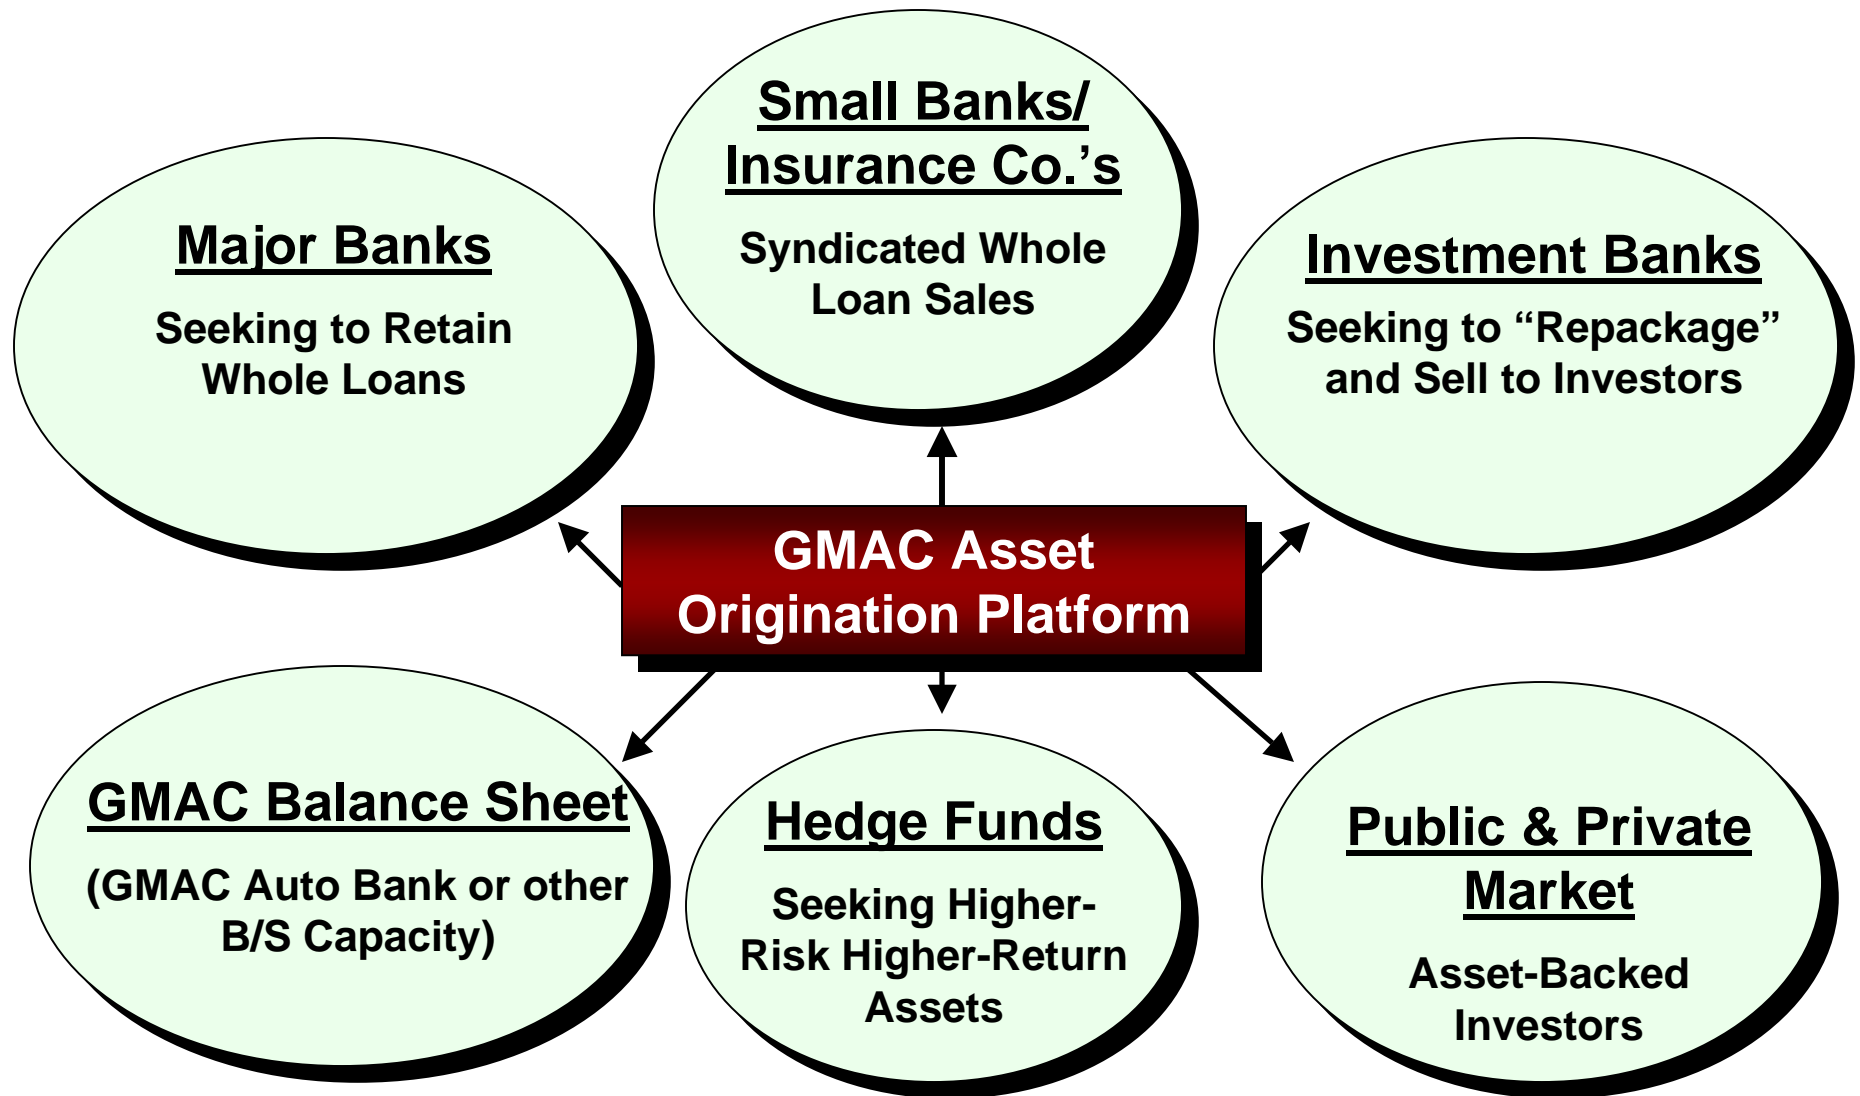 Small Banks/
Insurance Co.’s
Syndicated Whole
Loan Sales
Major Banks
Seeking to Retain
Whole Loans
Investment Banks
Seeking to “Repackage”
and Sell to Investors
GMAC Asset
Origination Platform
GMAC Balance Sheet
(GMAC Auto Bank or other
B/S Capacity)
Hedge Funds
Seeking Higher-
Risk Higher-Return
Assets
Public & Private
Market
Asset-Backed
Investors